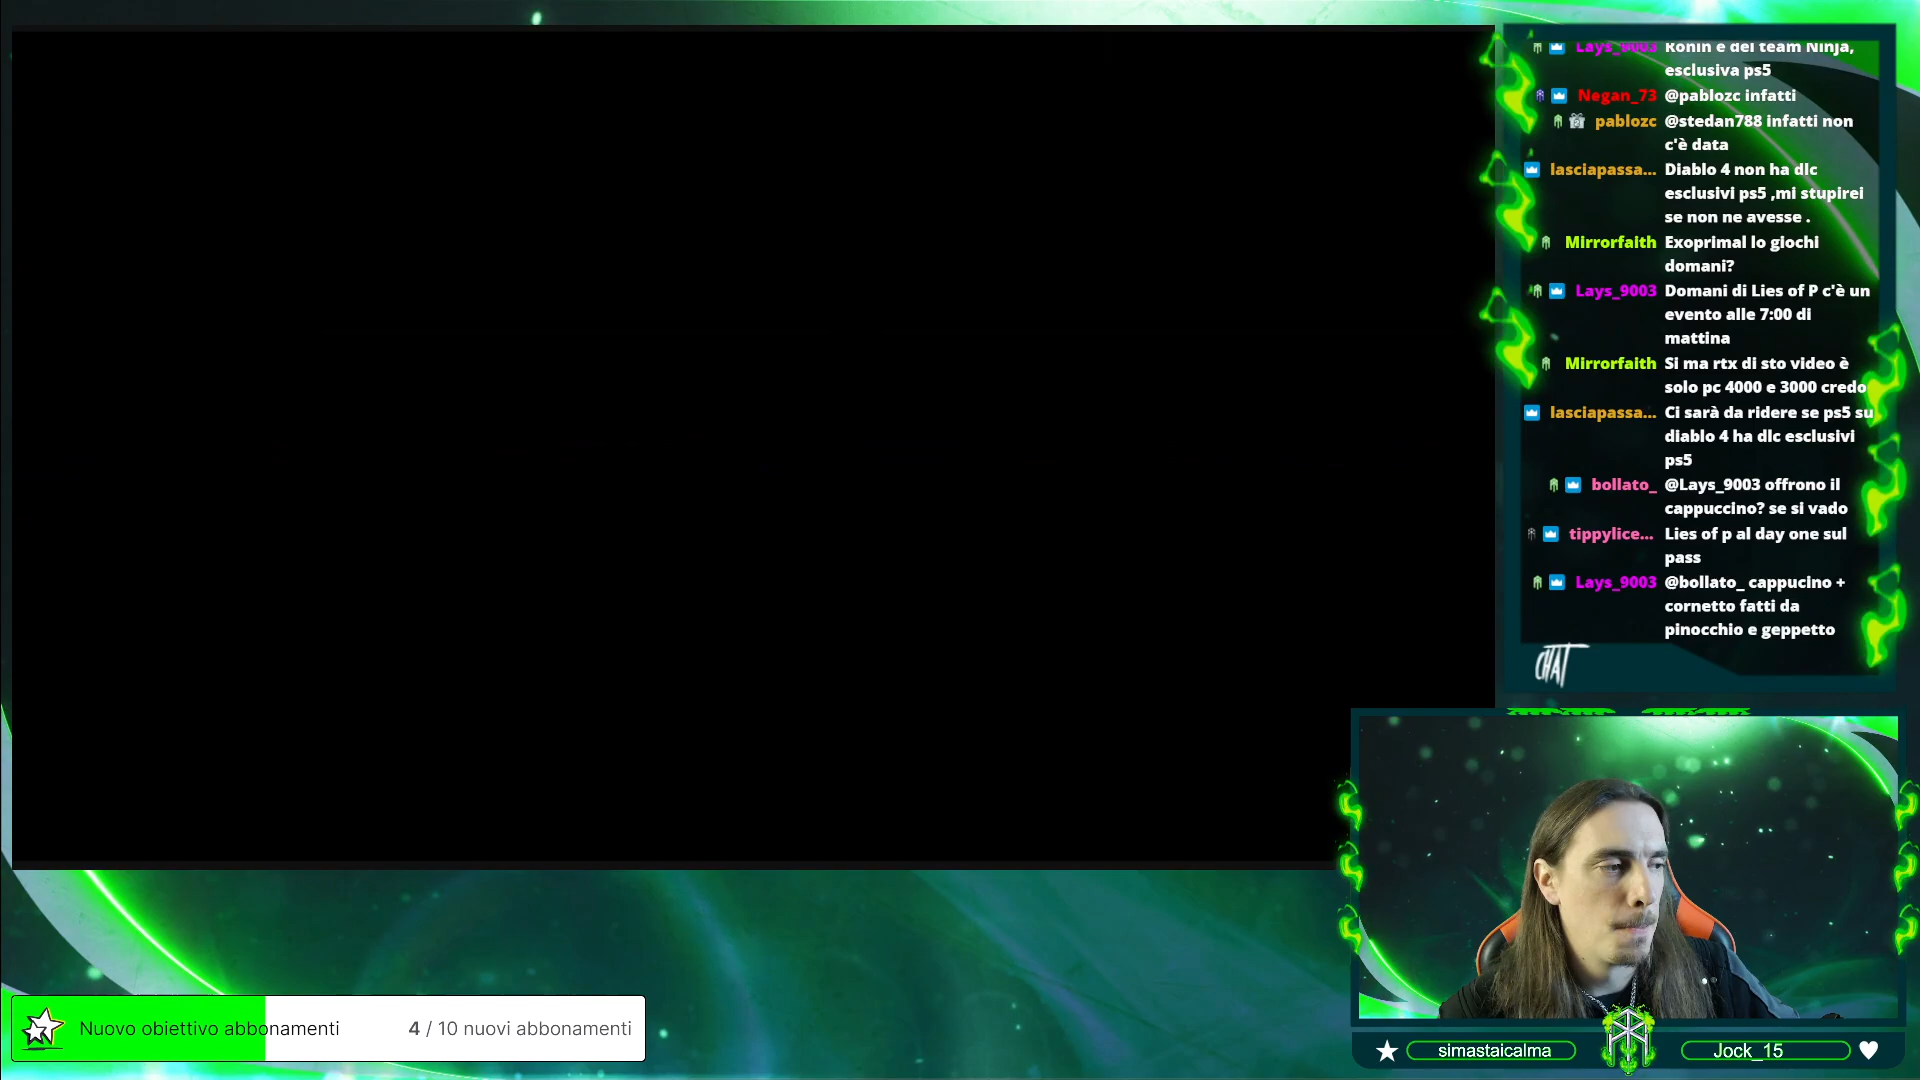 Lays_9003 Ronin è del team Ninja,
esclusiva ps5
Negan_73 @pablozc infatti
pablozc @stedan788 infatti non
c'è data
lasciapassa... Diablo 4 non ha dlc
esclusivi ps5 ,mi stupirei
se non ne avesse .
Mirrorfaith Exoprimal lo giochi
domani?
Lays_9003 Domani di Lies of P c'è un
evento alle 7:00 di
mattina
Mirrorfaith Si ma rtx di sto video è
solo pc 4000 e 3000 credo
lasciapassa... Ci sarà da ridere se ps5 su
diablo 4 ha dlc esclusivi
ps5
bollato_ @Lays_9003 offrono il
cappuccino? se si vado
tippylice... Lies of p al day one sul
pass
Lays_9003 @bollato_ cappucino +
cornetto fatti da
pinocchio e geppetto
CHAT
Nuovo obiettivo abbonamenti 4 / 10 nuovi abbonamenti
simastaicalma Jock_15